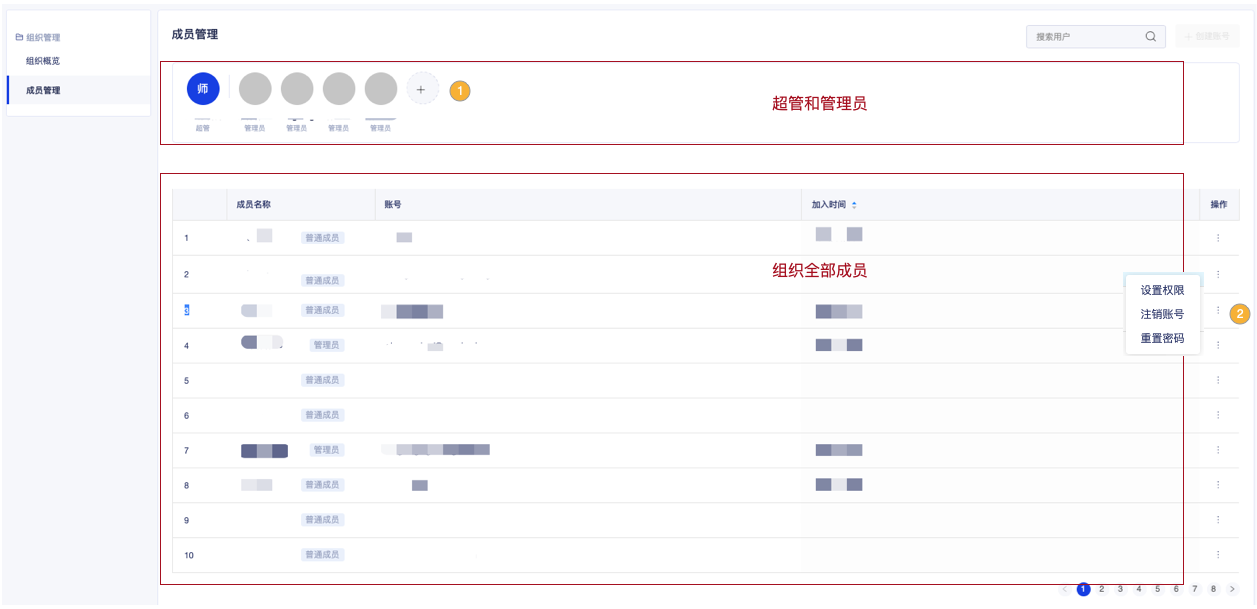 组织管理
组织概览
成员管理
成员管理
搜索用户
+ 创建账号
师
+
1
超管
管理员
管理员
管理员
管理员
超管和管理员
成员名称 账号 加入时间 操作
1 普通成员
2 普通成员
组织全部成员
3 普通成员
设置权限
注销账号
重置密码
2
4 管理员
5 普通成员
6 普通成员
7 管理员
8 普通成员
9 普通成员
10 普通成员
< 1 2 3 4 5 6 7 8 >